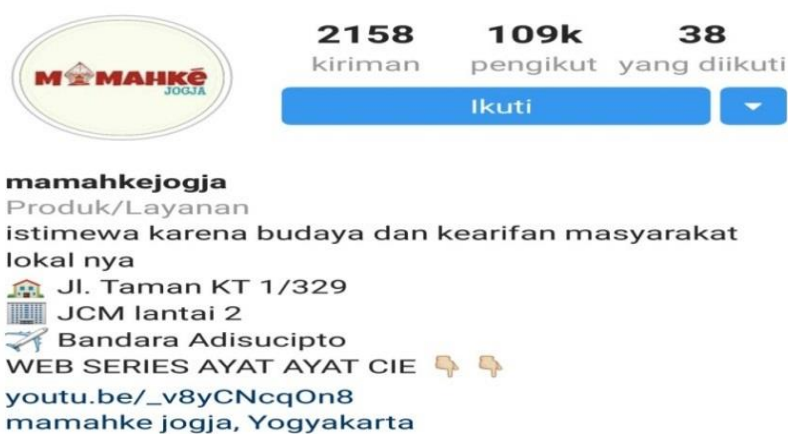 MAMAHKé
JOGJA
2158 109k 38
kiriman pengikut yang diikuti
Ikuti
mamahkejogja
Produk/Layanan
istimewa karena budaya dan kearifan masyarakat
lokal nya
Jl. Taman KT 1/329
JCM lantai 2
Bandara Adisucipto
WEB SERIES AYAT AYAT CIE
youtu.be/_v8yCNcqOn8
mamahke jogja, Yogyakarta